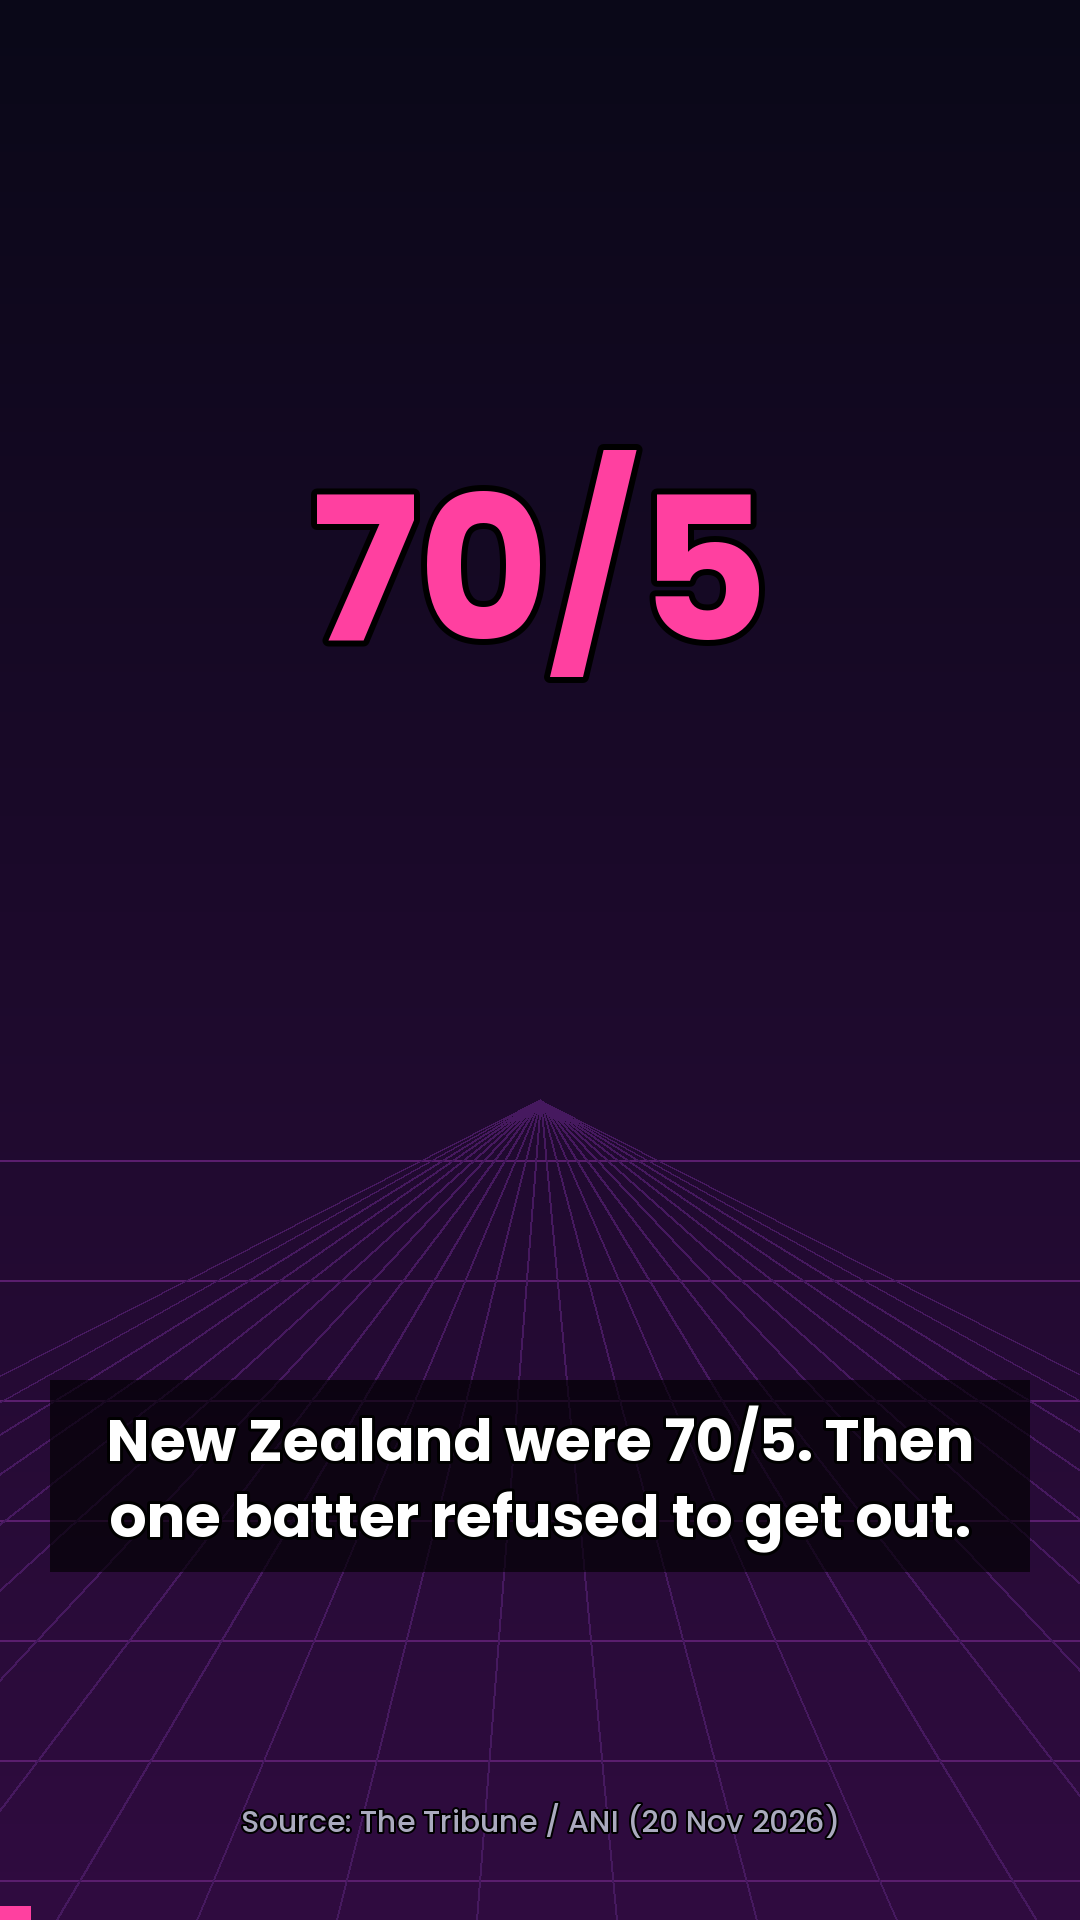 70/5
New Zealand were 70/5. Then
one batter refused to get out.
Source: The Tribune / ANI (20 Nov 2026)